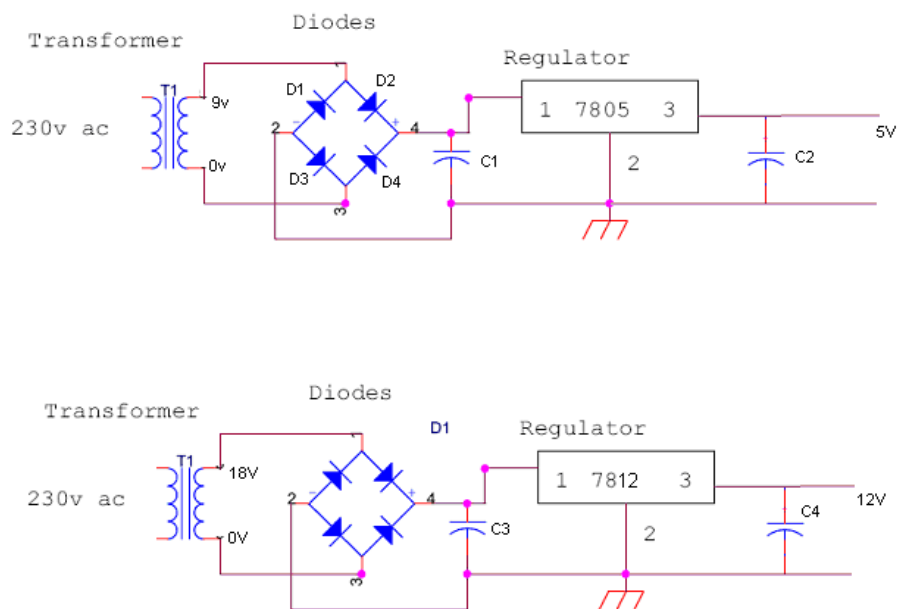 Diodes
Transformer
Regulator
T1
1
D1
D2
9v
1 7805 3
230v ac
2
-
+
4
5V
C1
C2
0v
D3
D4
2
3
Diodes
Transformer
D1
Regulator
T1
1
18V
1 7812 3
230v ac
2
-
+
4
12V
C3
C4
0V
2
3